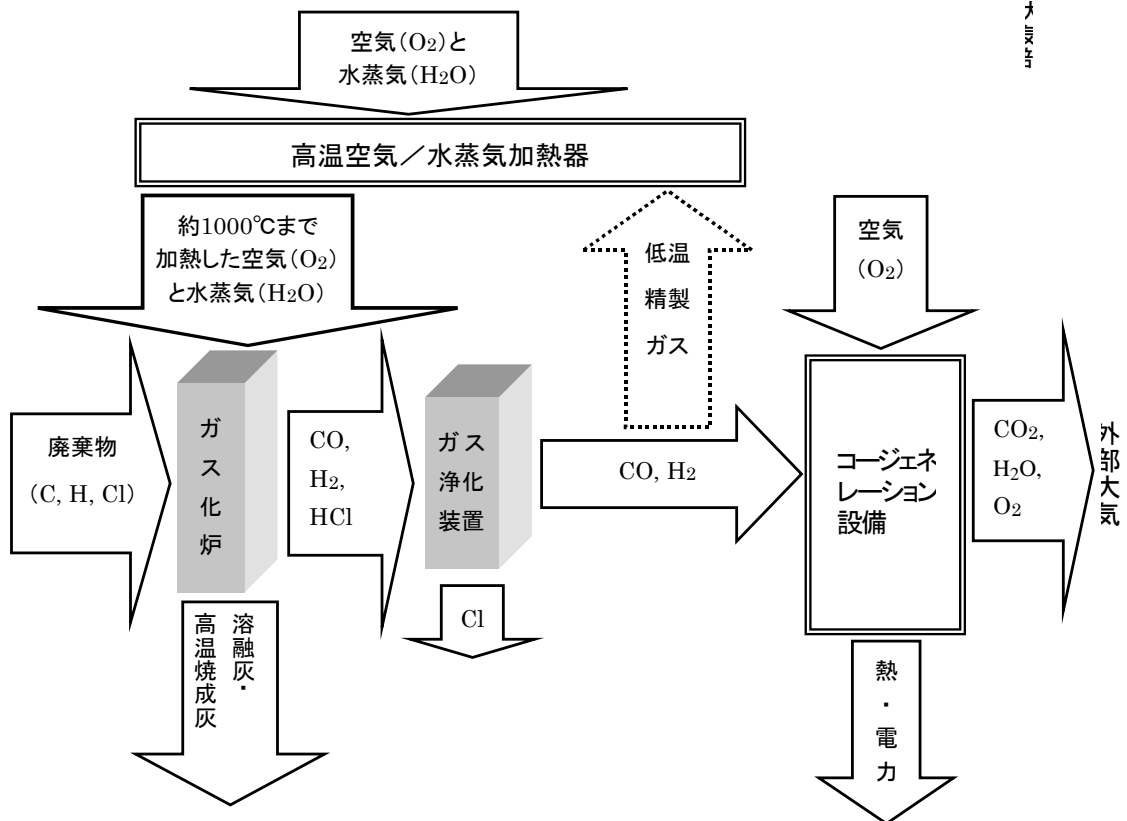 空気(O2)と
水蒸気(H2O)
高温空気／水蒸気加熱器
約1000℃まで
加熱した空気(O2)
と水蒸気(H2O)
低温
精製
ガス
空気
(O2)
廃棄物
(C, H, Cl)
ガス化炉
CO,
H2,
HCl
ガス
浄化
装置
CO, H2
コージェネ
レーション
設備
CO2,
H2O,
O2
外部大気
溶融灰・
高温焼成灰
Cl
熱・電力